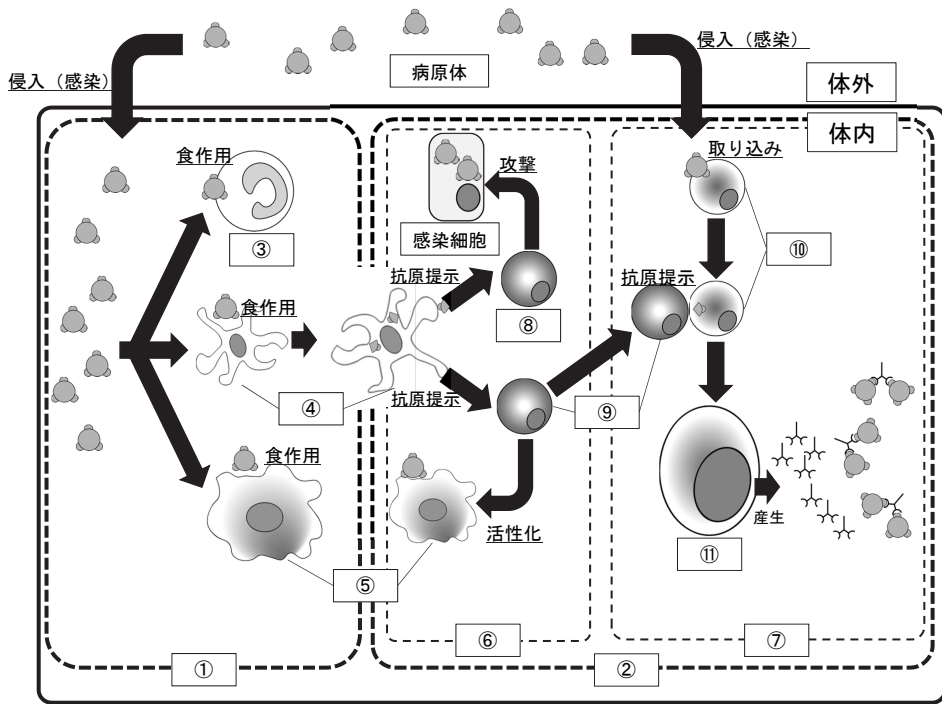 侵入（感染）
侵入（感染）
病原体
体外
体内
食作用
③
攻撃
感染細胞
取り込み
⑩
食作用
抗原提示
⑧
抗原提示
④
抗原提示
⑨
食作用
活性化
産生
⑪
⑤
⑥
⑦
①
②